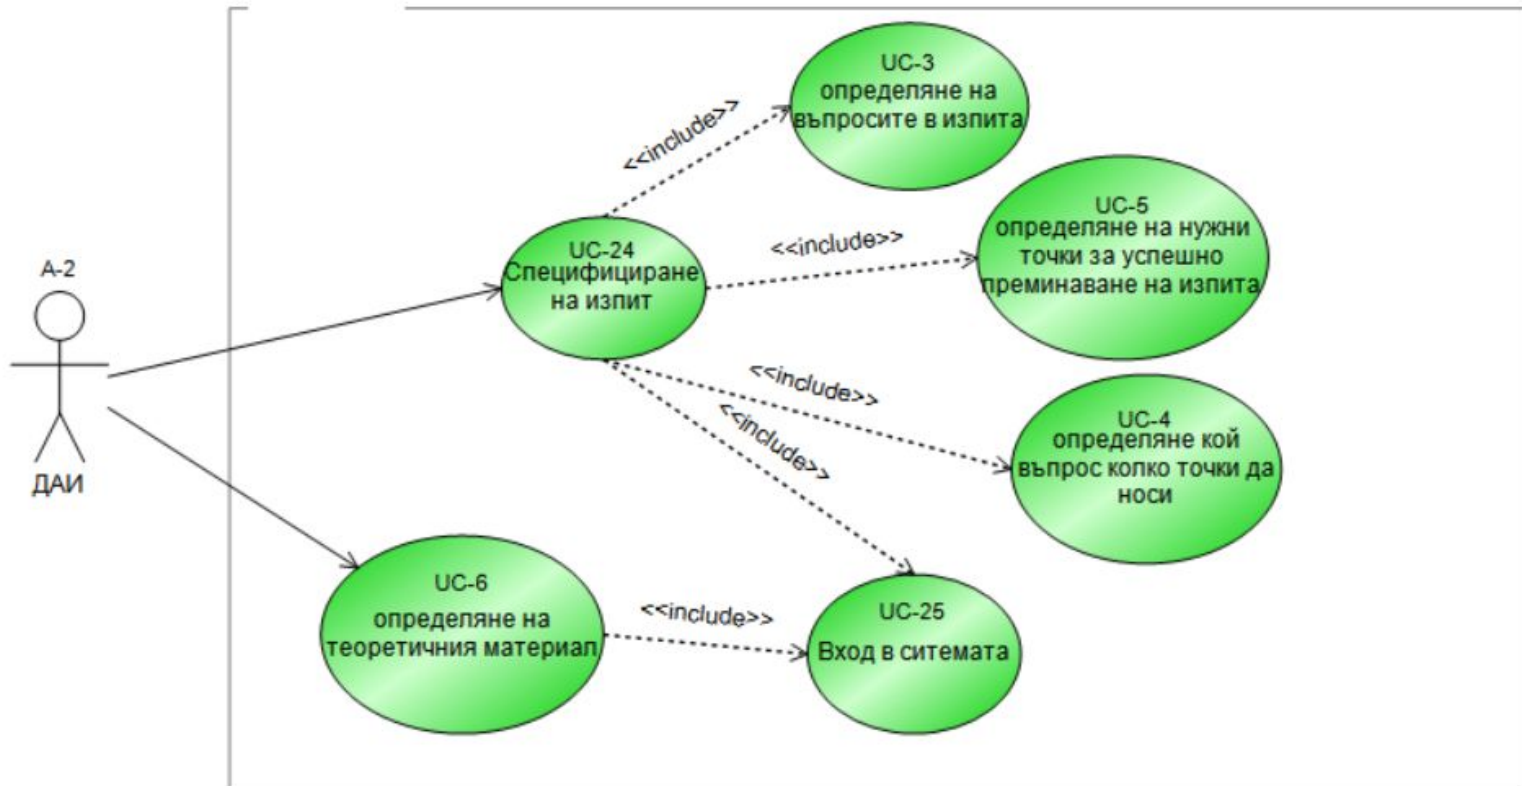 UC-3
определяне на
въпросите в изпита
<<include>>
UC-5
определяне на нужни
точки за успешно
преминаване на изпита
<<include>>
UC-24
Специфициране
на изпит
A-2
ДАИ
<<include>>
<<include>>
UC-4
определяне кой
въпрос колко точки да
носи
UC-6
определяне на
теоретичния материал
<<include>>
UC-25
Вход в ситемата